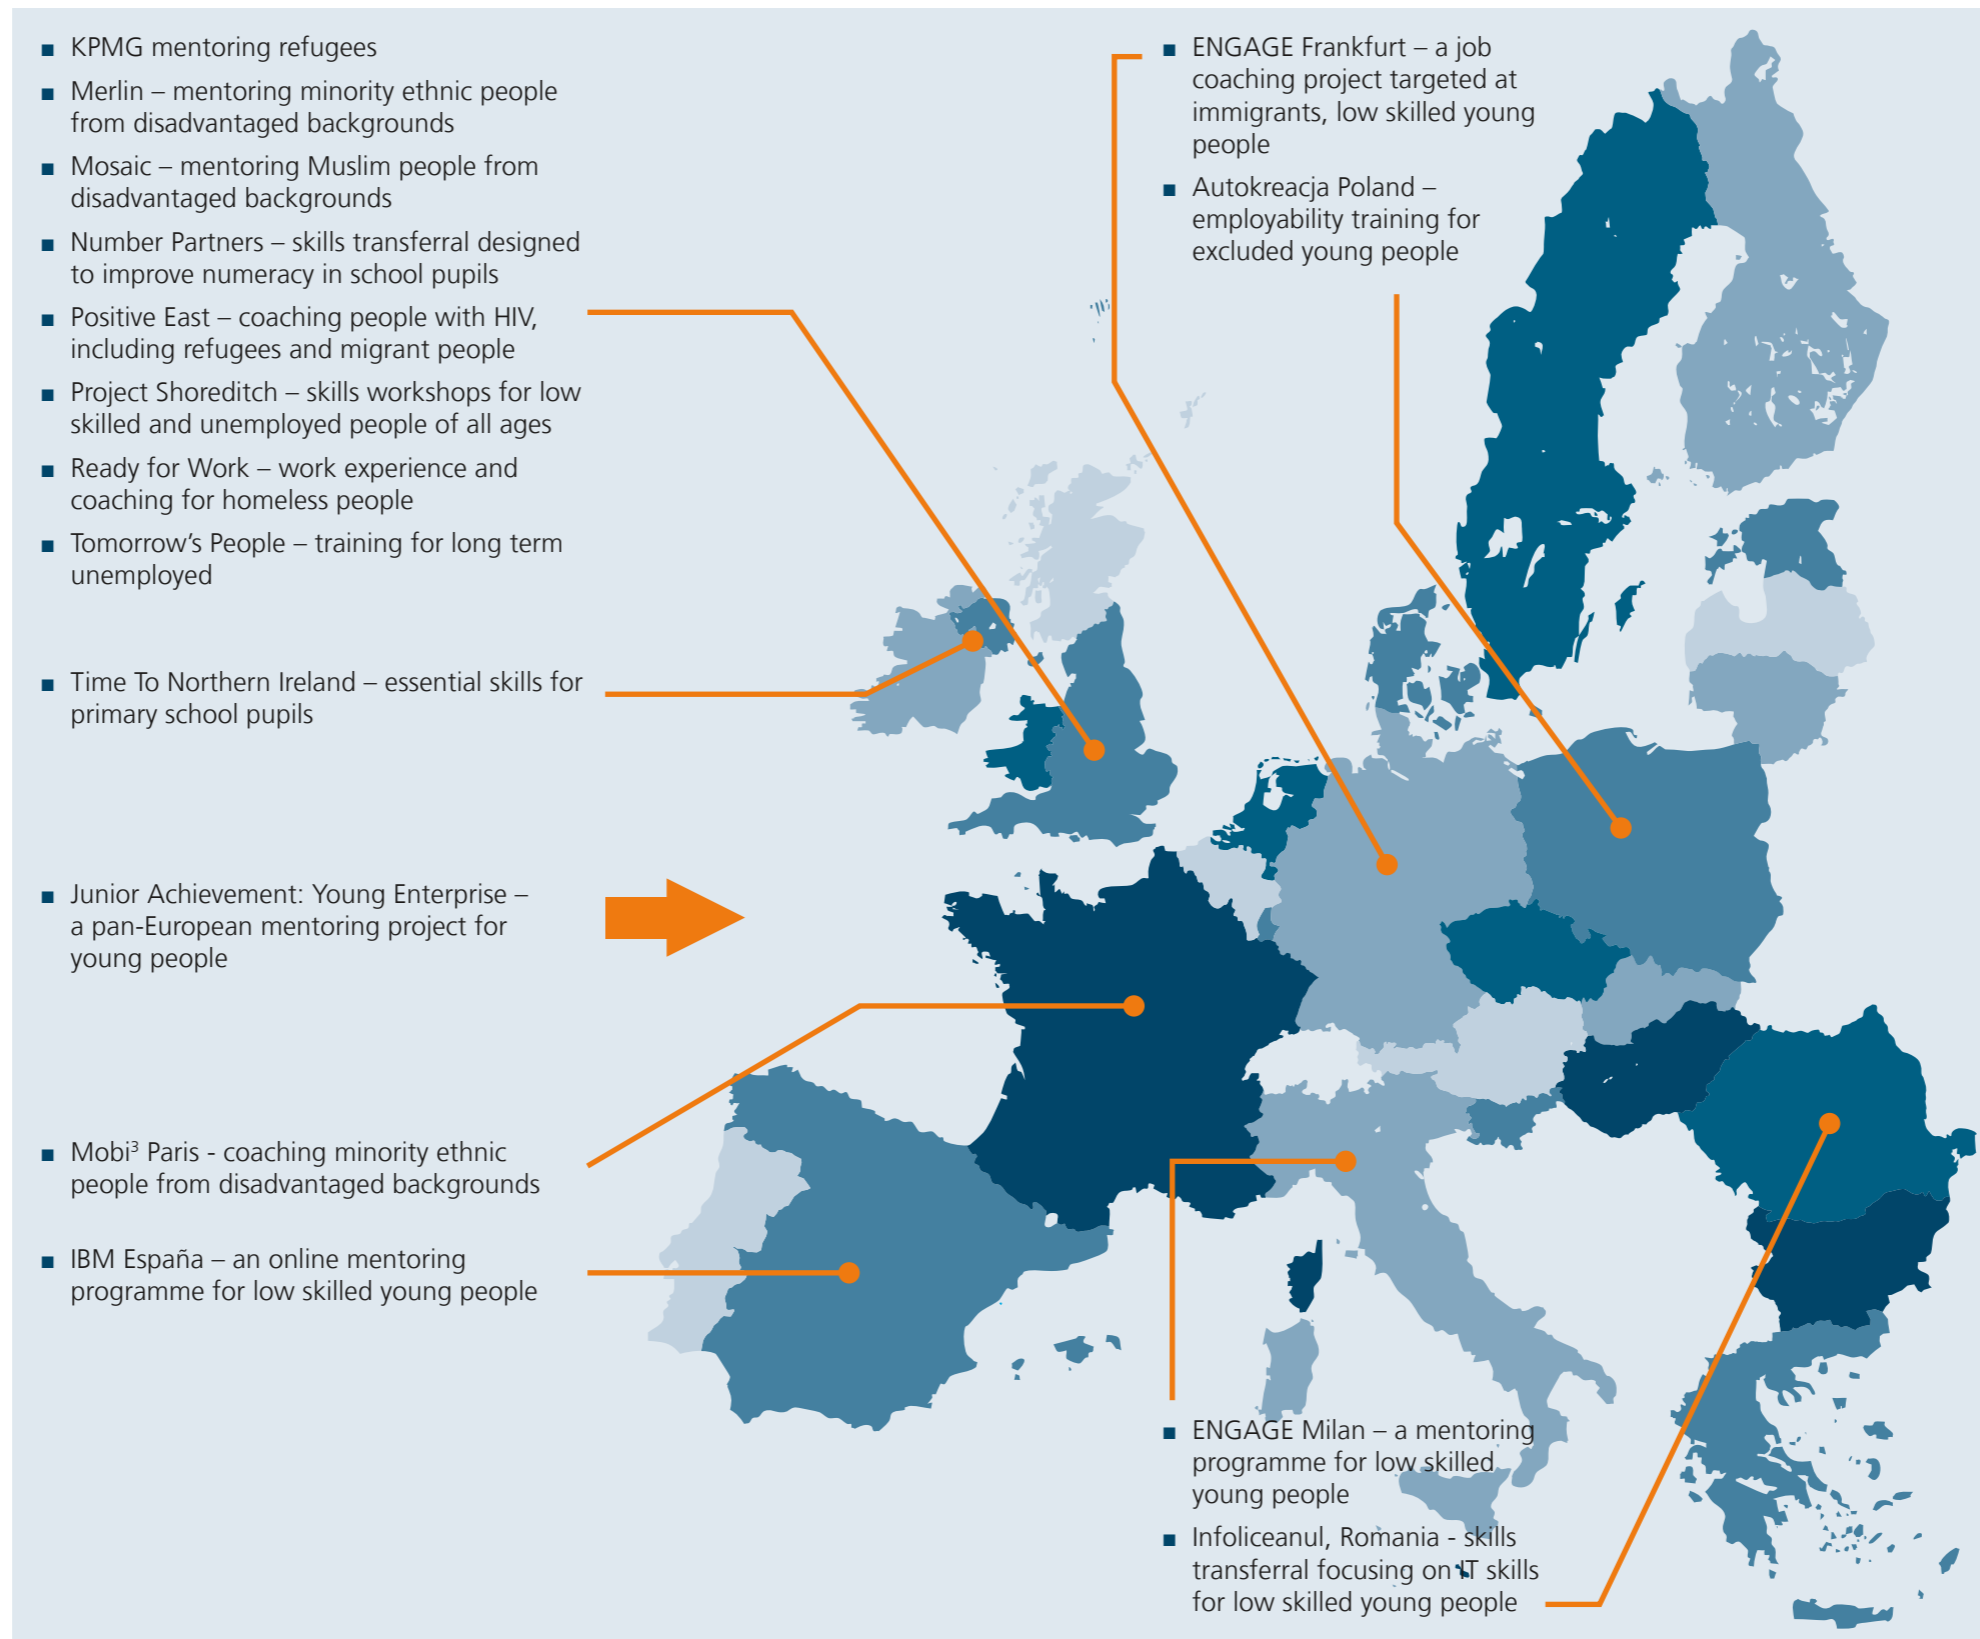 ■ KPMG mentoring refugees
■ Merlin – mentoring minority ethnic people
from disadvantaged backgrounds
■ Mosaic – mentoring Muslim people from
disadvantaged backgrounds
■ Number Partners – skills transferral designed
to improve numeracy in school pupils
■ Positive East – coaching people with HIV,
including refugees and migrant people
■ Project Shoreditch – skills workshops for low
skilled and unemployed people of all ages
■ Ready for Work – work experience and
coaching for homeless people
■ Tomorrow’s People – training for long term
unemployed
■ Time To Northern Ireland – essential skills for
primary school pupils
■ Junior Achievement: Young Enterprise –
a pan-European mentoring project for
young people
■ Mobi³ Paris - coaching minority ethnic
people from disadvantaged backgrounds
■ IBM España – an online mentoring
programme for low skilled young people
■ ENGAGE Frankfurt – a job
coaching project targeted at
immigrants, low skilled young
people
■ Autokreacja Poland –
employability training for
excluded young people
■ ENGAGE Milan – a mentoring
programme for low skilled
young people
■ Infoliceanul, Romania - skills
transferral focusing on IT skills
for low skilled young people